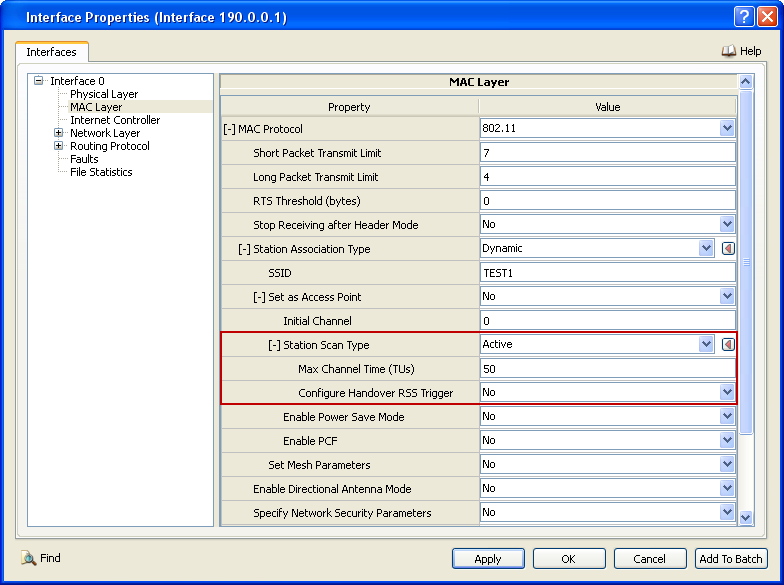 Interface Properties (Interface 190.0.0.1)
Interfaces
Help
Interface 0
Physical Layer
MAC Layer
Internet Controller
Network Layer
Routing Protocol
Faults
File Statistics
MAC Layer
Property Value
[-] MAC Protocol 802.11
Short Packet Transmit Limit 7
Long Packet Transmit Limit 4
RTS Threshold (bytes) 0
Stop Receiving after Header Mode No
[-] Station Association Type Dynamic
SSID TEST1
[-] Set as Access Point No
Initial Channel 0
[-] Station Scan Type Active
Max Channel Time (TUs) 50
Configure Handover RSS Trigger No
Enable Power Save Mode No
Enable PCF No
Set Mesh Parameters No
Enable Directional Antenna Mode No
Specify Network Security Parameters No
Find
Apply OK Cancel Add To Batch